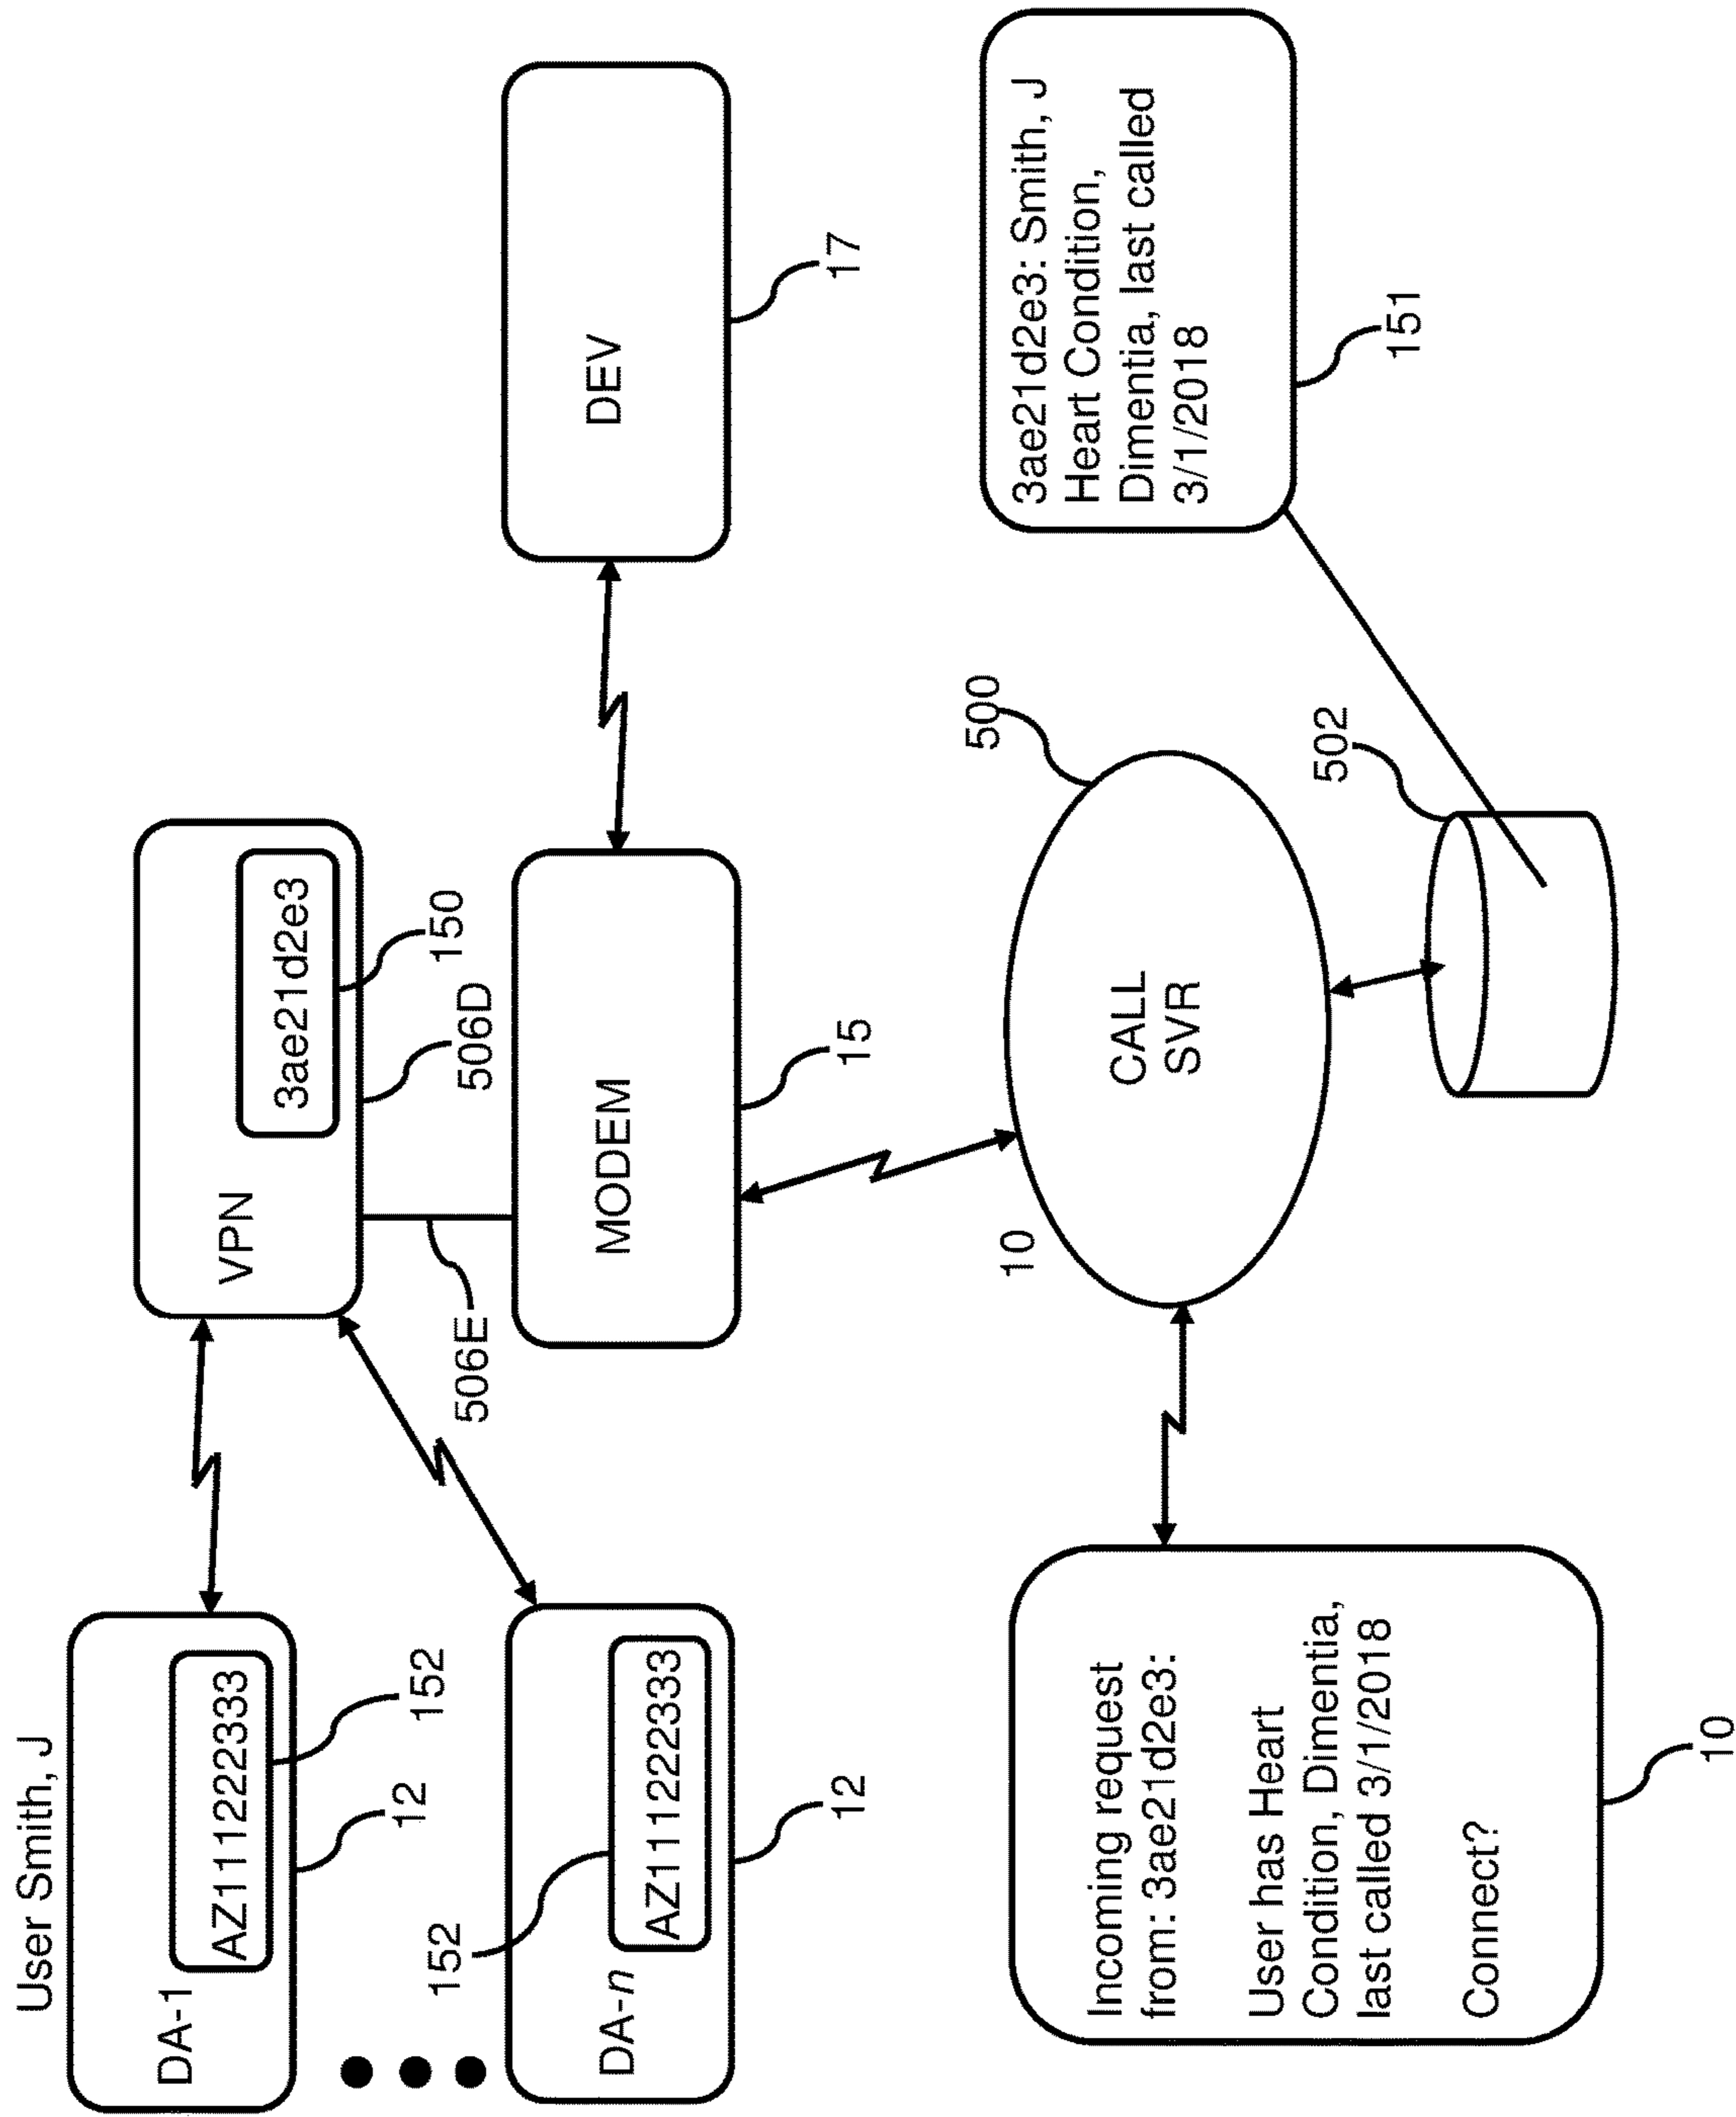 User Smith, J
DA-1
AZ111222333
152
12
VPN
3ae21d2e3
150
506D
506E
152
DA-n
AZ111222333
12
MODEM
15
DEV
17
Incoming request
from: 3ae21d2e3:
User has Heart
Condition, Dimentia,
last called 3/1/2018
Connect?
10
10
CALL
SVR
500
502
3ae21d2e3: Smith, J
Heart Condition,
Dimentia, last called
3/1/2018
151